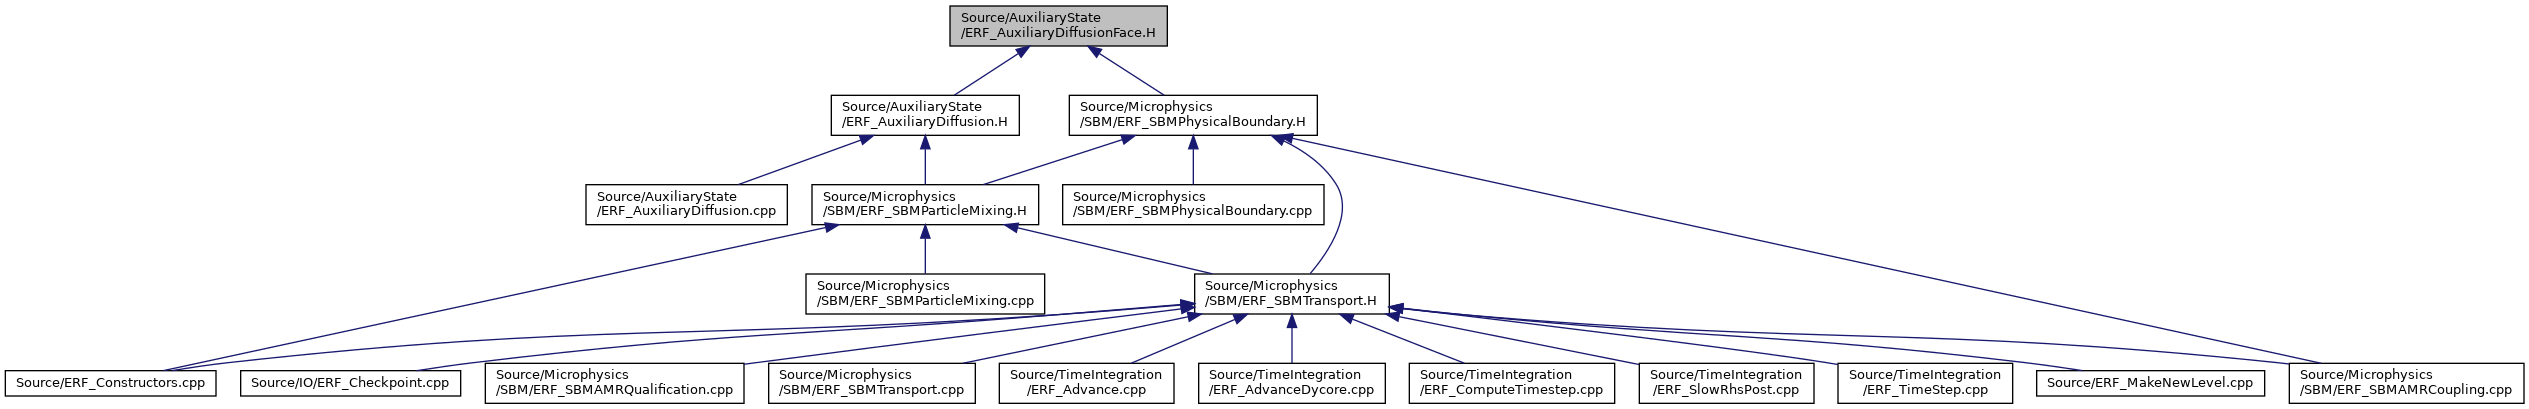 Source/AuxiliaryState
/ERF_AuxiliaryDiffusionFace.H
Source/AuxiliaryState
/ERF_AuxiliaryDiffusion.H
Source/Microphysics
/SBM/ERF_SBMPhysicalBoundary.H
Source/AuxiliaryState
/ERF_AuxiliaryDiffusion.cpp
Source/Microphysics
/SBM/ERF_SBMParticleMixing.H
Source/Microphysics
/SBM/ERF_SBMPhysicalBoundary.cpp
Source/Microphysics
/SBM/ERF_SBMParticleMixing.cpp
Source/Microphysics
/SBM/ERF_SBMTransport.H
Source/ERF_Constructors.cpp
Source/IO/ERF_Checkpoint.cpp
Source/Microphysics
/SBM/ERF_SBMAMRQualification.cpp
Source/Microphysics
/SBM/ERF_SBMTransport.cpp
Source/TimeIntegration
/ERF_Advance.cpp
Source/TimeIntegration
/ERF_AdvanceDycore.cpp
Source/TimeIntegration
/ERF_ComputeTimestep.cpp
Source/TimeIntegration
/ERF_SlowRhsPost.cpp
Source/TimeIntegration
/ERF_TimeStep.cpp
Source/ERF_MakeNewLevel.cpp
Source/Microphysics
/SBM/ERF_SBMAMRCoupling.cpp